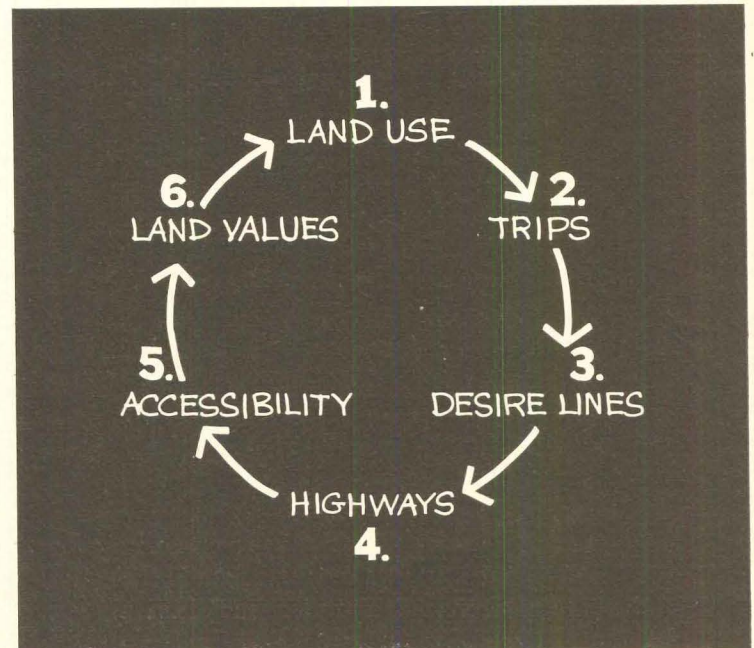 1.
LAND USE
2.
TRIPS
3.
DESIRE LINES
HIGHWAYS
4.
5.
ACCESSIBILITY
6.
LAND VALUES